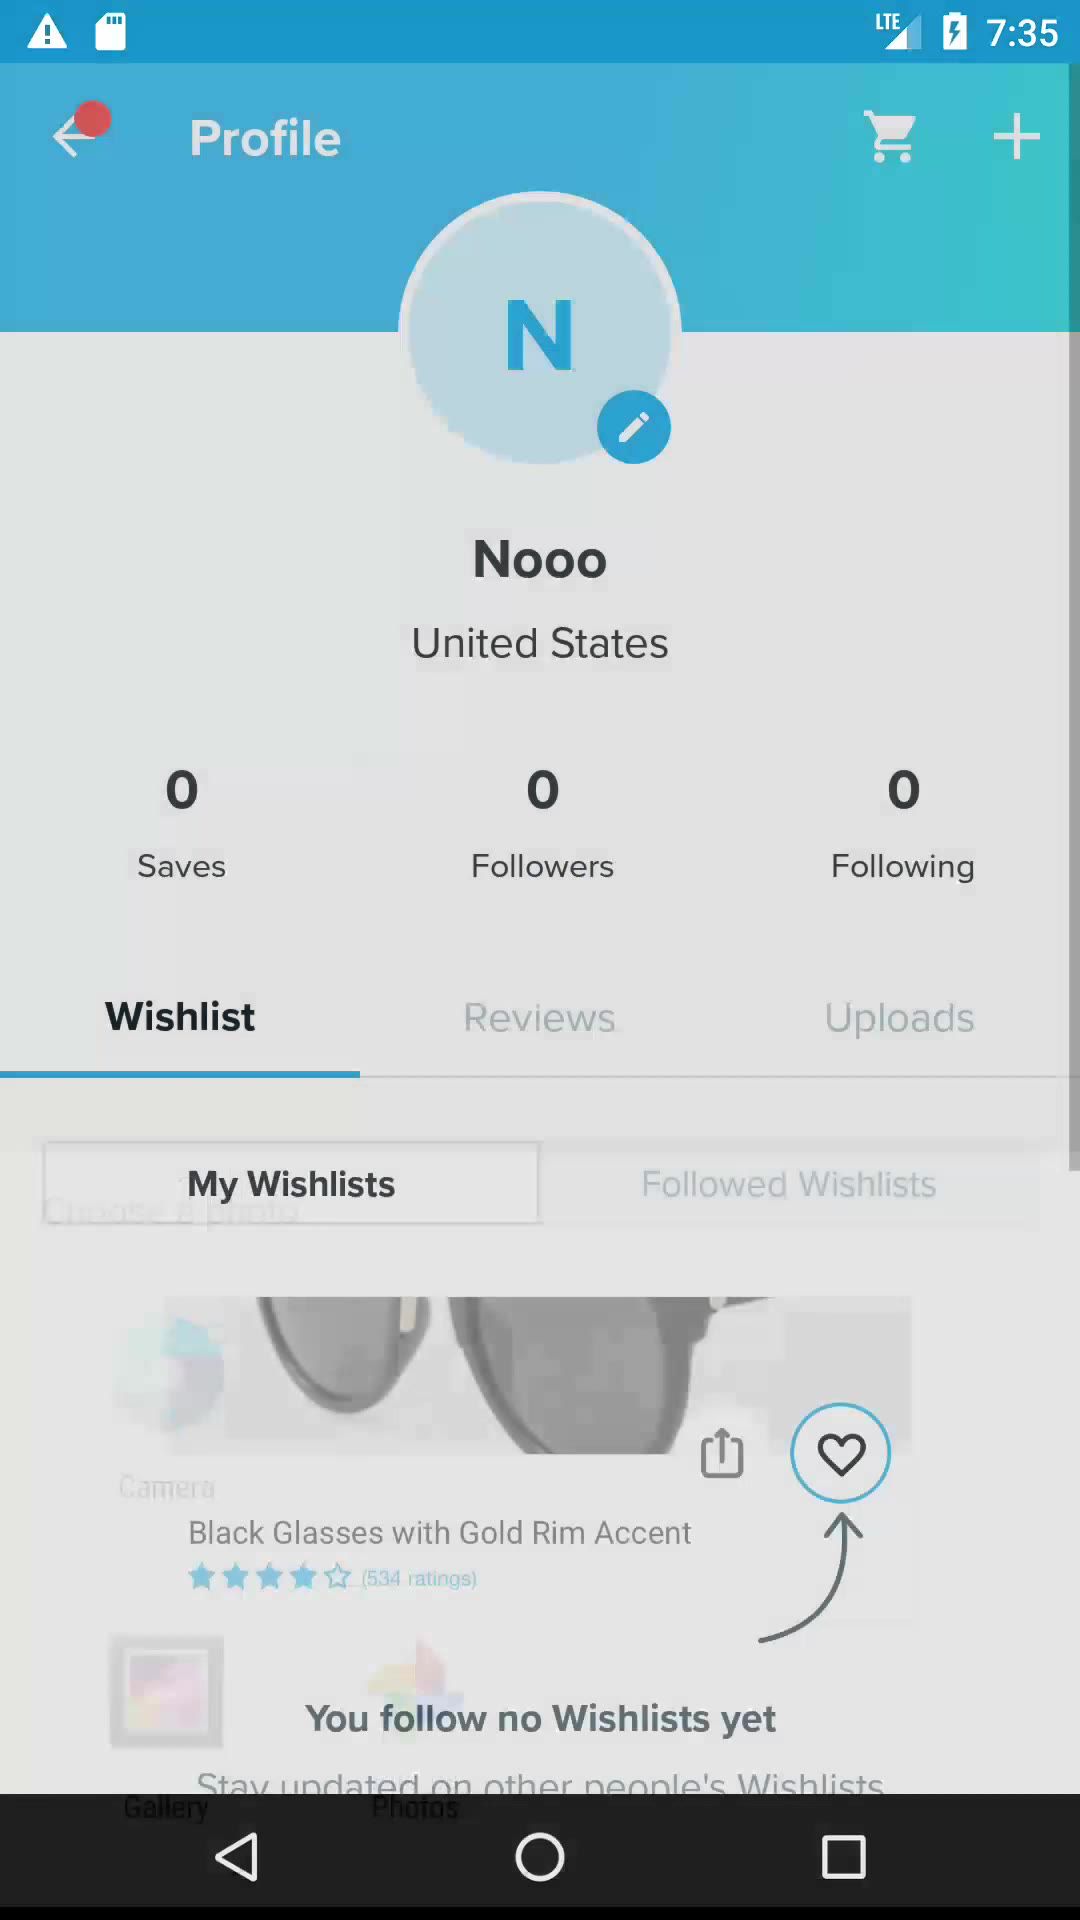 LTE 7:35
Profile
N
Nooo
United States
0 0 0
Saves Followers Following
Wishlist Reviews Uploads
My Wishlists Followed Wishlists
Choose a photo
Camera
Black Glasses with Gold Rim Accent
(534 ratings)
You follow no Wishlists yet
Stay updated on other people's Wishlists
Gallery Photos